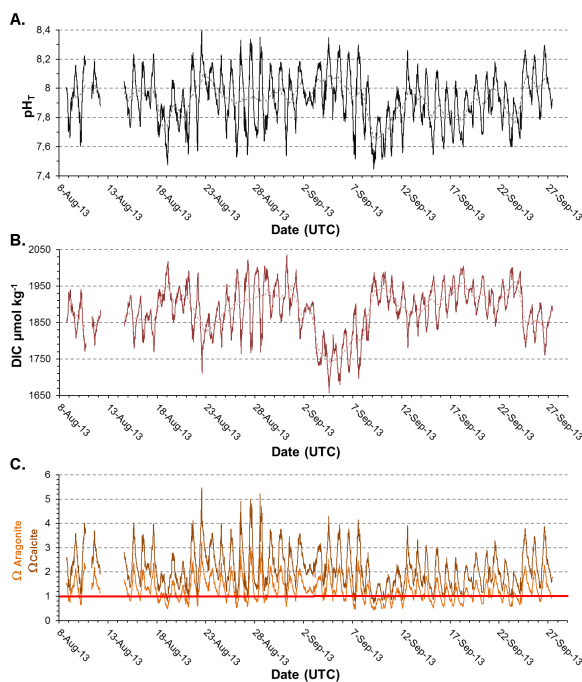 A.
8,4
8,2
8
7,8
7,6
7,4
pH_T
8-Aug-13
13-Aug-13
18-Aug-13
23-Aug-13
28-Aug-13
2-Sep-13
7-Sep-13
12-Sep-13
17-Sep-13
22-Sep-13
27-Sep-13
Date (UTC)
B.
2050
1950
1850
1750
1650
DIC µmol kg⁻¹
8-Aug-13
13-Aug-13
18-Aug-13
23-Aug-13
28-Aug-13
2-Sep-13
7-Sep-13
12-Sep-13
17-Sep-13
22-Sep-13
27-Sep-13
Date (UTC)
C.
6
5
4
3
2
1
0
Ω Aragonite
Ω Calcite
8-Aug-13
13-Aug-13
18-Aug-13
23-Aug-13
28-Aug-13
2-Sep-13
7-Sep-13
12-Sep-13
17-Sep-13
22-Sep-13
27-Sep-13
Date (UTC)